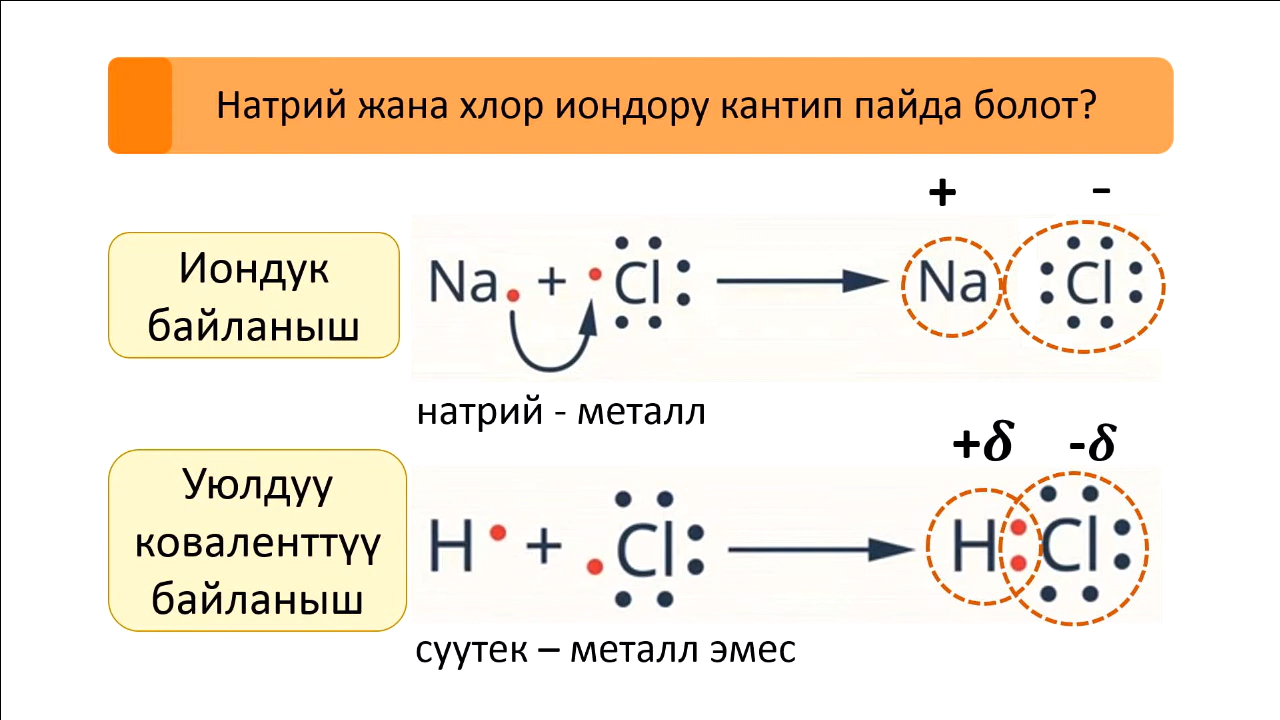 Натрий жана хлор иондору кантип пайда болот?
+ -
Иондук
байланыш
Na + Cl Na Cl
натрий - металл
+δ -δ
Уюлдуу
коваленттүү
байланыш
H + Cl H Cl
суутек – металл эмес